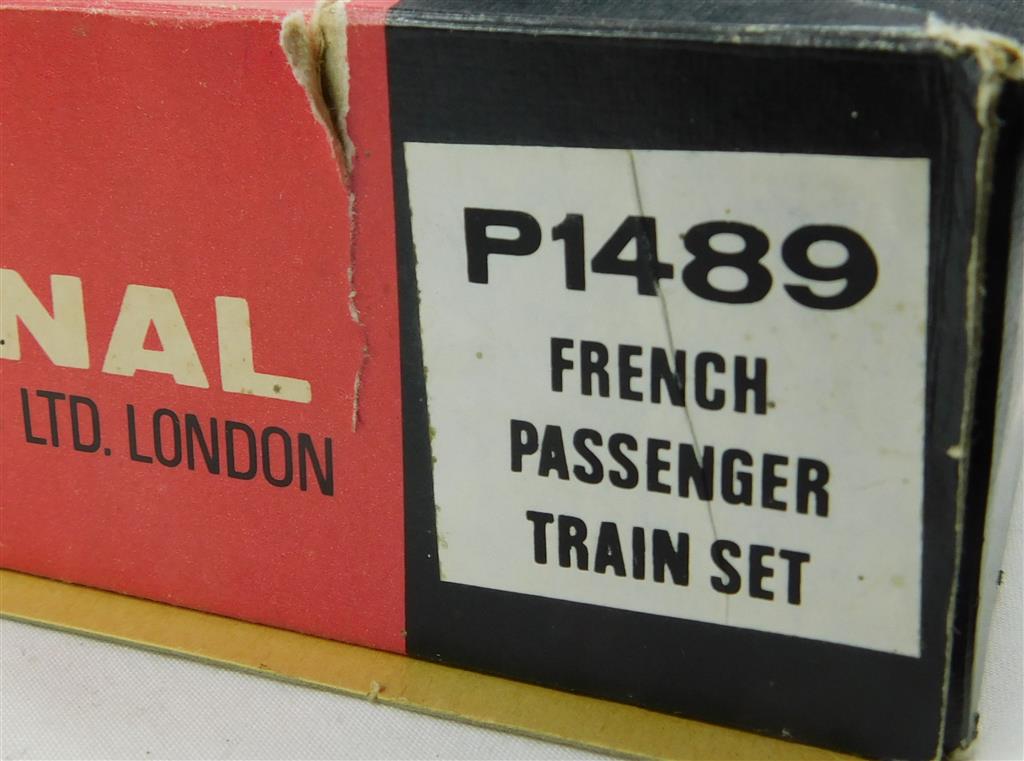 NAL
LTD. LONDON
P1489
FRENCH
PASSENGER
TRAIN SET